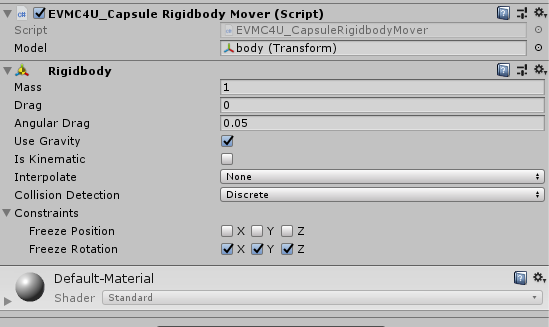 EVMC4U_Capsule Rigidbody Mover (Script)
Script EVMC4U_CapsuleRigidbodyMover
Model body (Transform)
Rigidbody
Mass 1
Drag 0
Angular Drag 0.05
Use Gravity
Is Kinematic
Interpolate None
Collision Detection Discrete
Constraints
Freeze Position X Y Z
Freeze Rotation X Y Z
Default-Material
Shader Standard